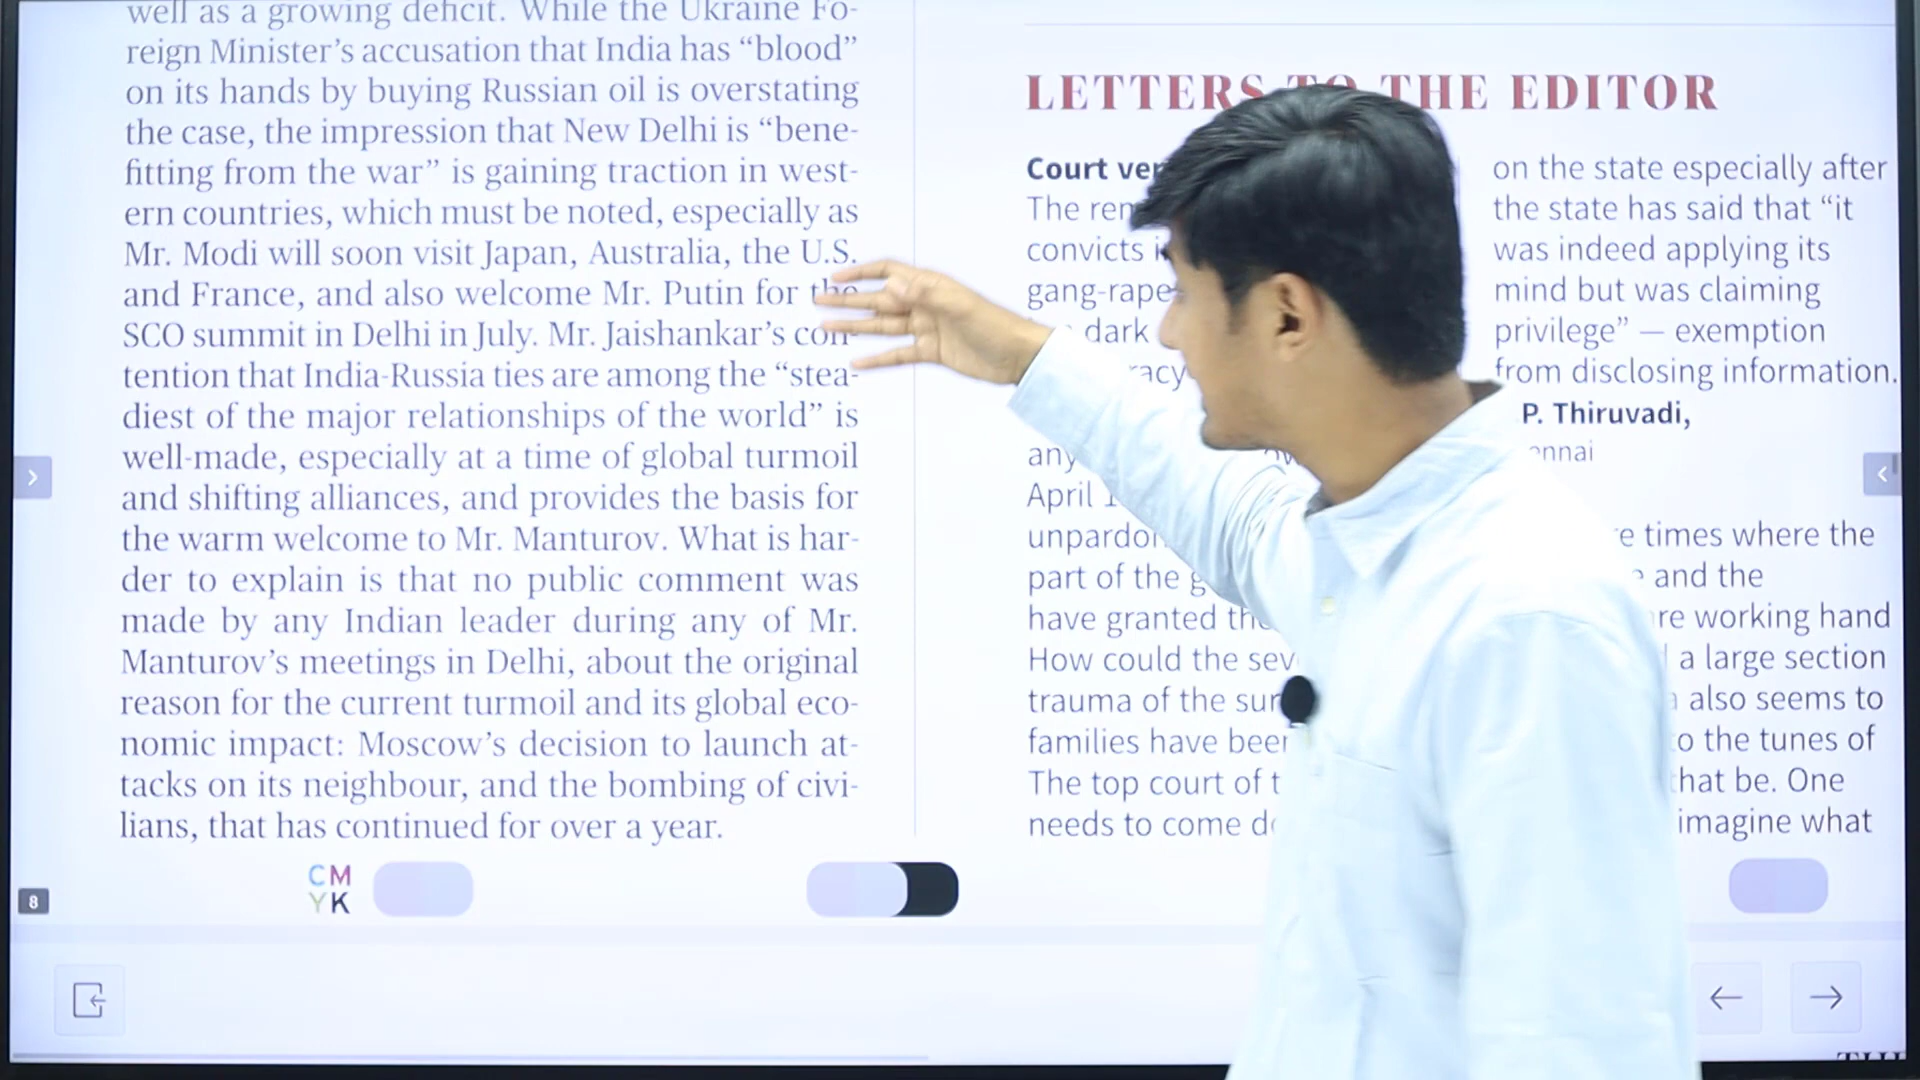 well as a growing deficit. While the Ukraine Fo-
reign Minister’s accusation that India has “blood”
on its hands by buying Russian oil is overstating
the case, the impression that New Delhi is “bene-
fitting from the war” is gaining traction in west-
ern countries, which must be noted, especially as
Mr. Modi will soon visit Japan, Australia, the U.S.
and France, and also welcome Mr. Putin for the
SCO summit in Delhi in July. Mr. Jaishankar’s con-
tention that India-Russia ties are among the “stea-
diest of the major relationships of the world” is
well-made, especially at a time of global turmoil
and shifting alliances, and provides the basis for
the warm welcome to Mr. Manturov. What is har-
der to explain is that no public comment was
made by any Indian leader during any of Mr.
Manturov’s meetings in Delhi, about the original
reason for the current turmoil and its global eco-
nomic impact: Moscow’s decision to launch at-
tacks on its neighbour, and the bombing of civi-
lians, that has continued for over a year.
CM
YK
8
LETTERS TO THE EDITOR
Court
The
convicts
gang-rape
dark
any
April
part of the
have granted
How could the
trauma of the
families have been
The top court of
needs to come
on the state especially after
the state has said that “it
was indeed applying its
mind but was claiming
privilege” — exemption
from disclosing information.
P. Thiruvadi,
times where the
and the
working hand
a large section
also seems to
the tunes of
that be. One
imagine what